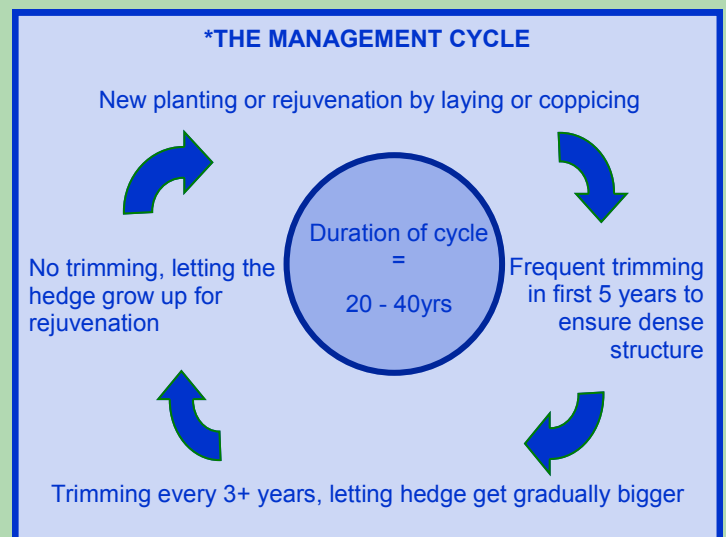 *THE MANAGEMENT CYCLE
New planting or rejuvenation by laying or coppicing
Duration of cycle
=
20 - 40yrs
Frequent trimming
in first 5 years to
ensure dense
structure
Trimming every 3+ years, letting hedge get gradually bigger
No trimming, letting the
hedge grow up for
rejuvenation